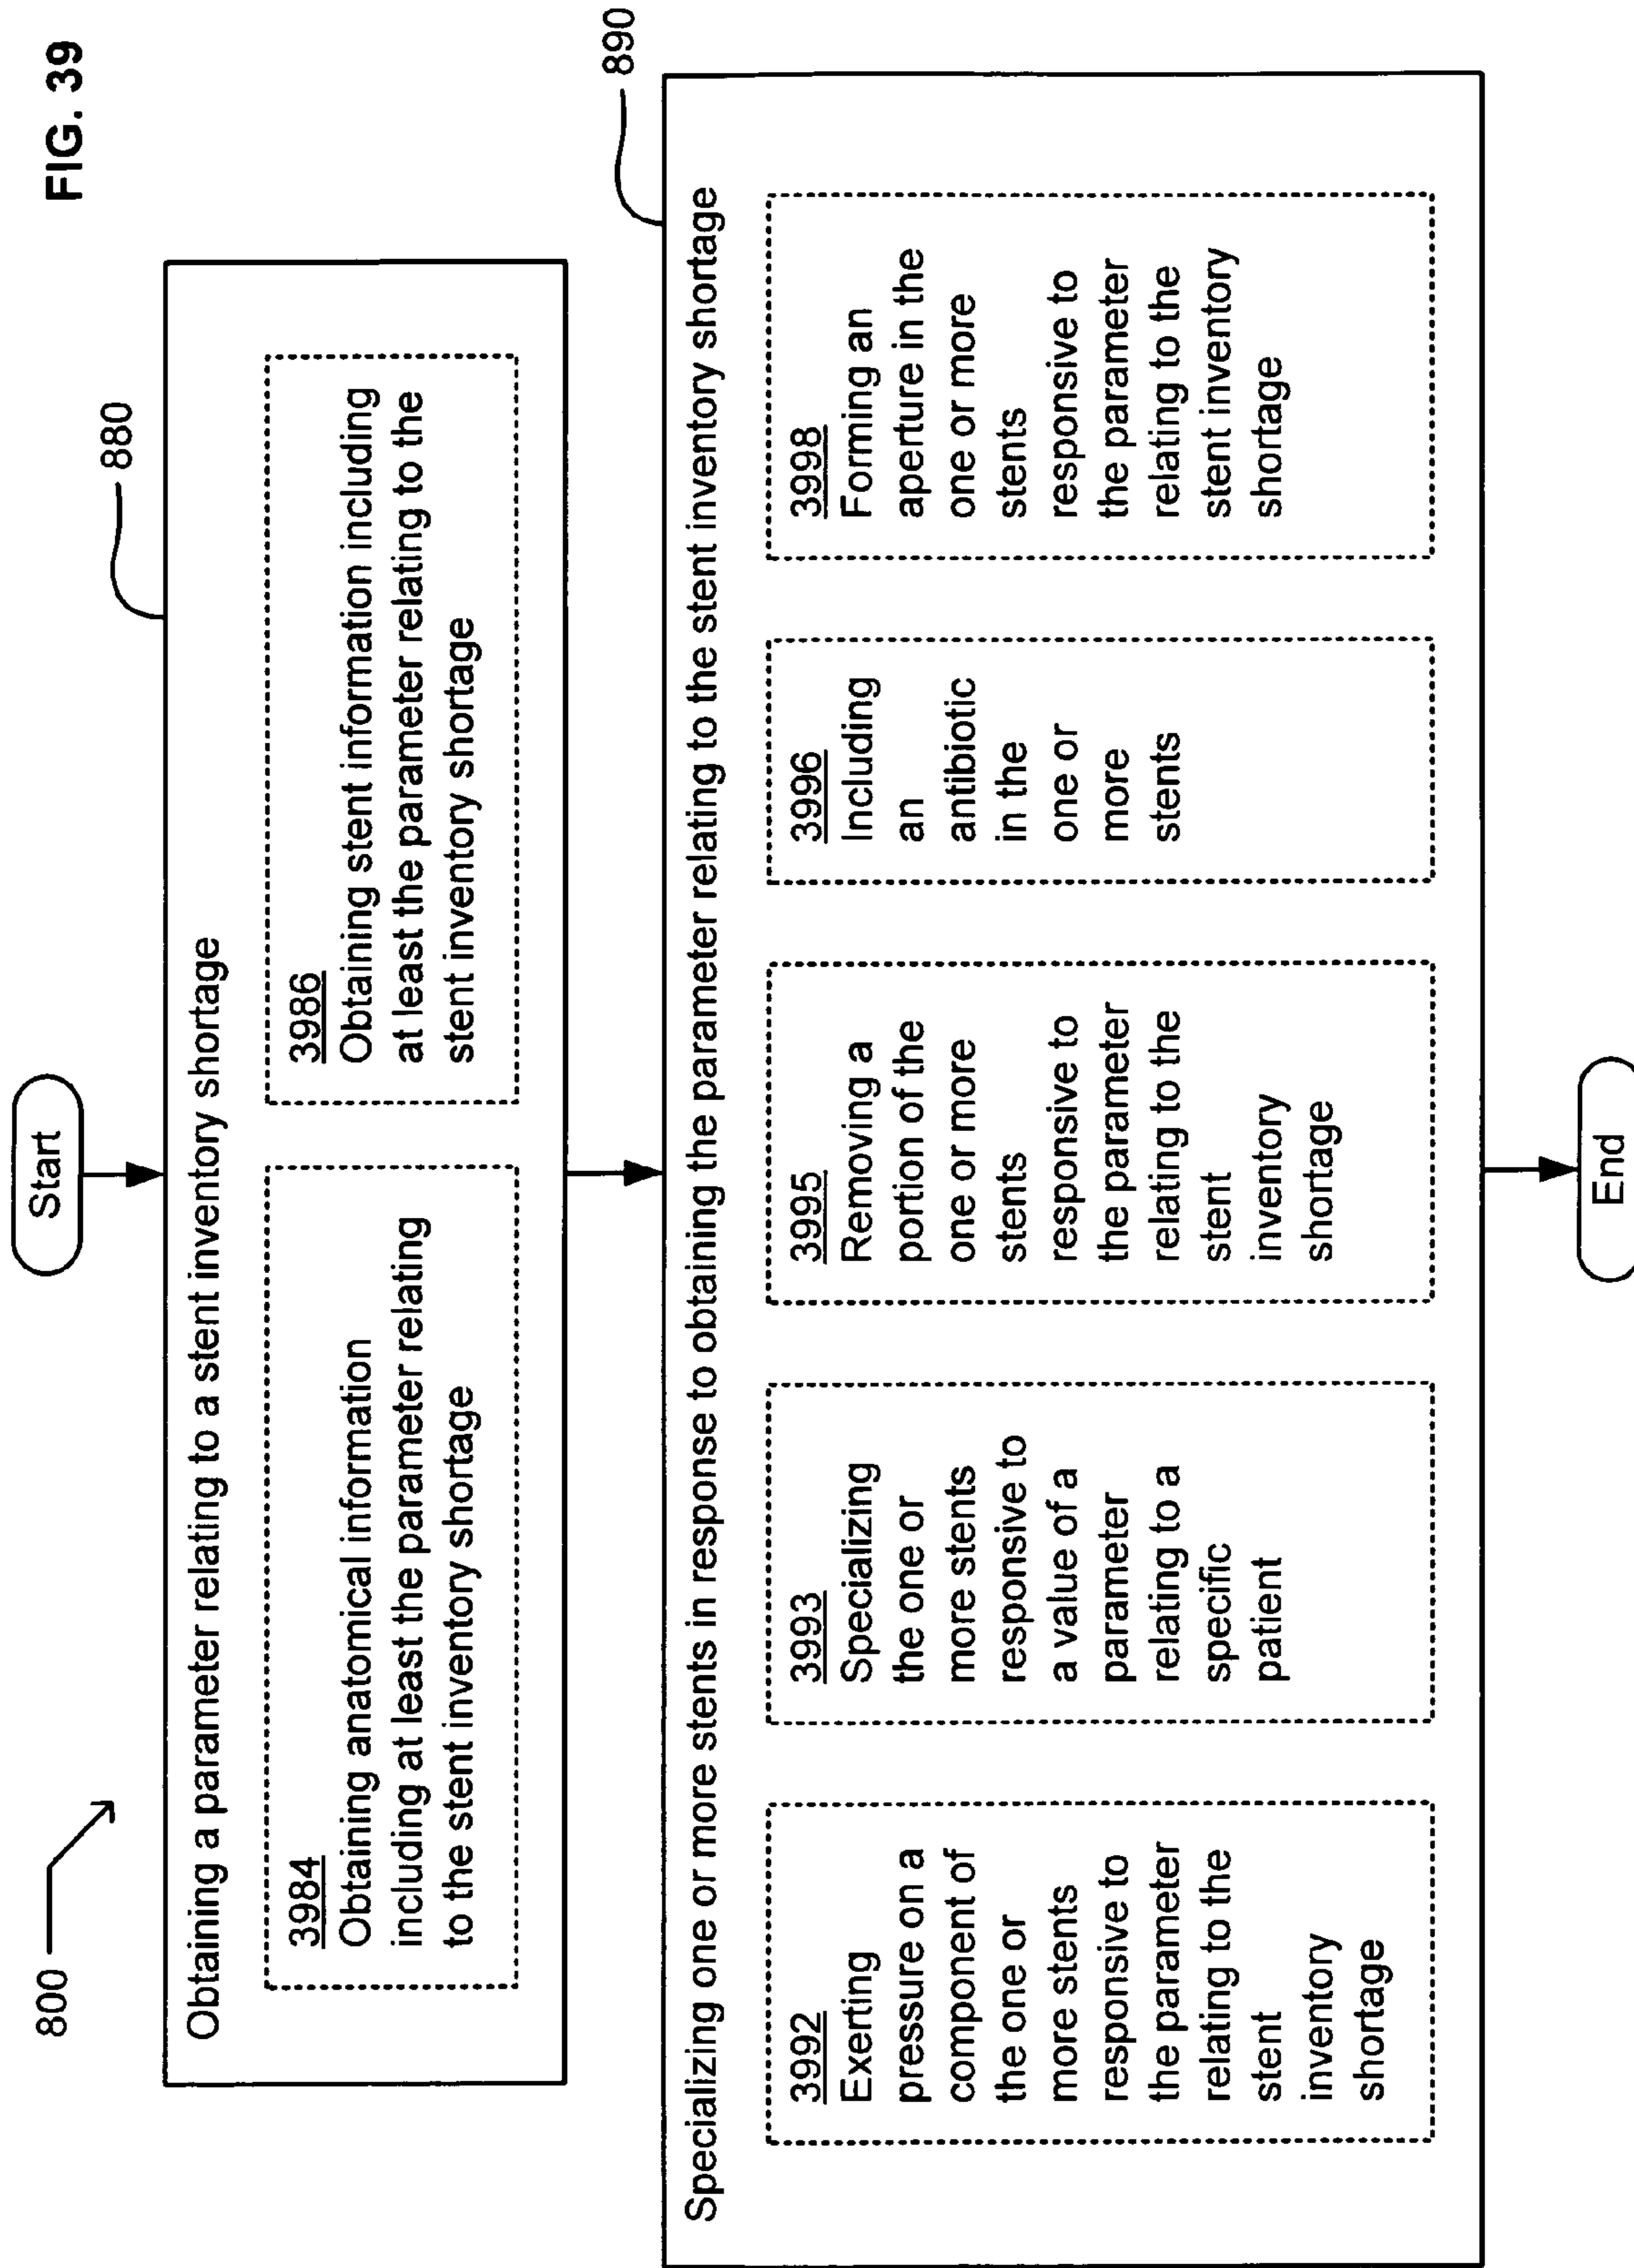 FIG. 39
800
Start
880
Obtaining a parameter relating to a stent inventory shortage
3984
Obtaining anatomical information
including at least the parameter relating
to the stent inventory shortage
3986
Obtaining stent information including
at least the parameter relating to the
stent inventory shortage
890
Specializing one or more stents in response to obtaining the parameter relating to the stent inventory shortage
3992
Exerting
pressure on a
component of
the one or
more stents
responsive to
the parameter
relating to the
stent
inventory
shortage
3993
Specializing
the one or
more stents
responsive to
a value of a
parameter
relating to a
specific
patient
3995
Removing a
portion of the
one or more
stents
responsive to
the parameter
relating to the
stent
inventory
shortage
3996
Including
an
antibiotic
in the
one or
more
stents
3998
Forming an
aperture in the
one or more
stents
responsive to
the parameter
relating to the
stent inventory
shortage
End